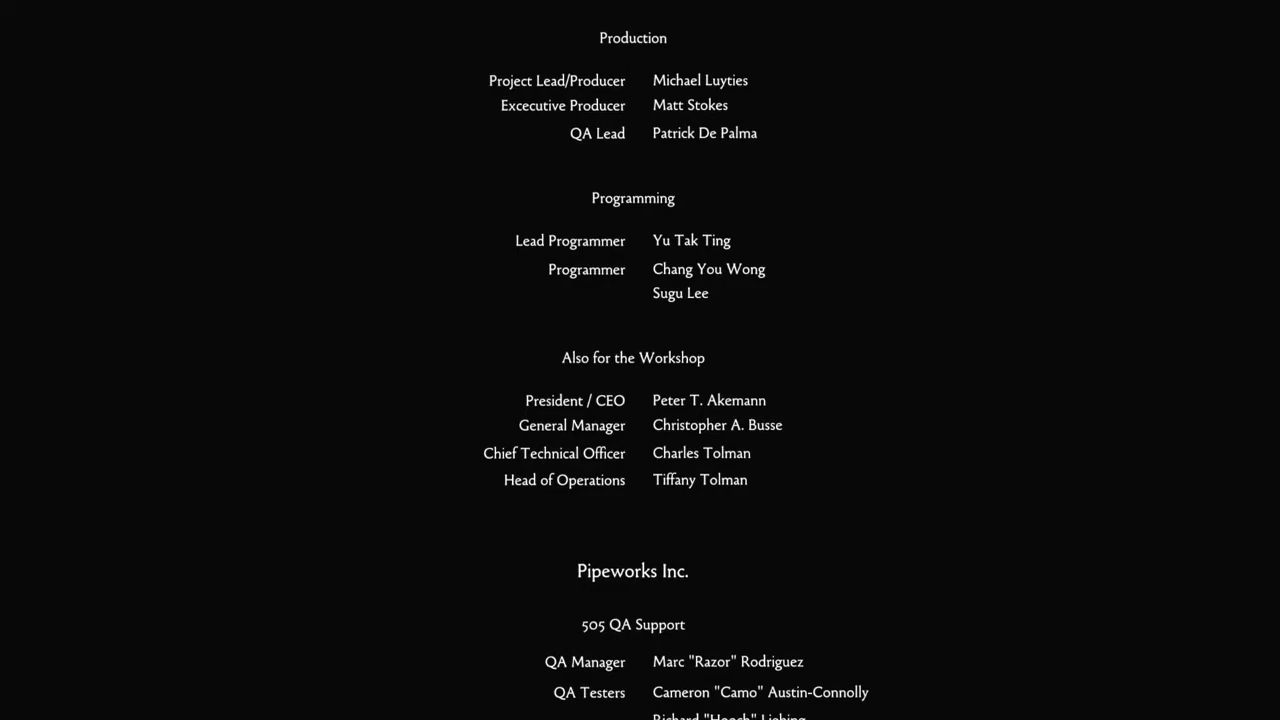 Production
Project Lead/Producer Michael Luyties
Excecutive Producer Matt Stokes
QA Lead Patrick De Palma
Programming
Lead Programmer Yu Tak Ting
Programmer Chang You Wong
Sugu Lee
Also for the Workshop
President / CEO Peter T. Akemann
General Manager Christopher A. Busse
Chief Technical Officer Charles Tolman
Head of Operations Tiffany Tolman
Pipeworks Inc.
505 QA Support
QA Manager Marc "Razor" Rodriguez
QA Testers Cameron "Camo" Austin-Connolly
Richard "Hooch"